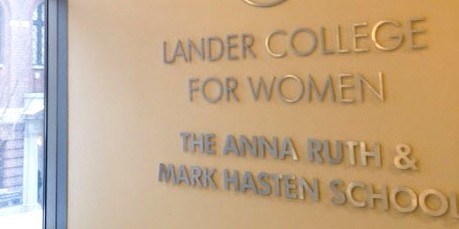 LANDER COLLEGE
FOR WOMEN
THE ANNA RUTH &
MARK HASTEN SCHOOL